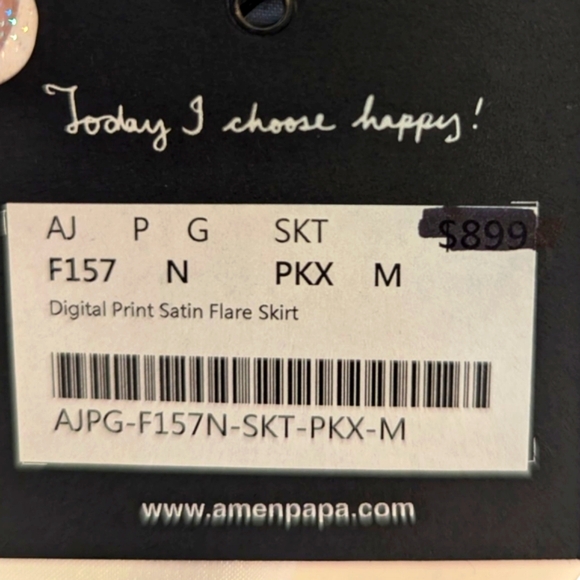 Today I choose happy!
AJ P G SKT $899
F157 N PKX M
Digital Print Satin Flare Skirt
AJPG-F157N-SKT-PKX-M
www.amenpapa.com